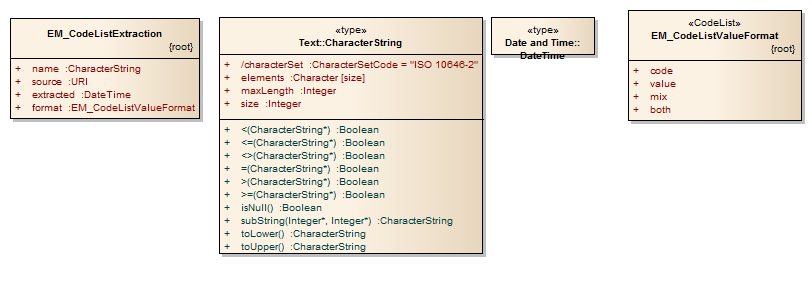 EM_CodeListExtraction
{root}
+ name :CharacterString
+ source :URI
+ extracted :DateTime
+ format :EM_CodeListValueFormat
«type»
Text::CharacterString
+ /characterSet :CharacterSetCode = "ISO 10646-2"
+ elements :Character [size]
+ maxLength :Integer
+ size :Integer
+ <(CharacterString*) :Boolean
+ <=(CharacterString*) :Boolean
+ <>(CharacterString*) :Boolean
+ =(CharacterString*) :Boolean
+ >(CharacterString*) :Boolean
+ >=(CharacterString*) :Boolean
+ isNull() :Boolean
+ subString(Integer*, Integer*) :CharacterString
+ toLower() :CharacterString
+ toUpper() :CharacterString
«type»
Date and Time::
DateTime
«CodeList»
EM_CodeListValueFormat
{root}
+ code
+ value
+ mix
+ both